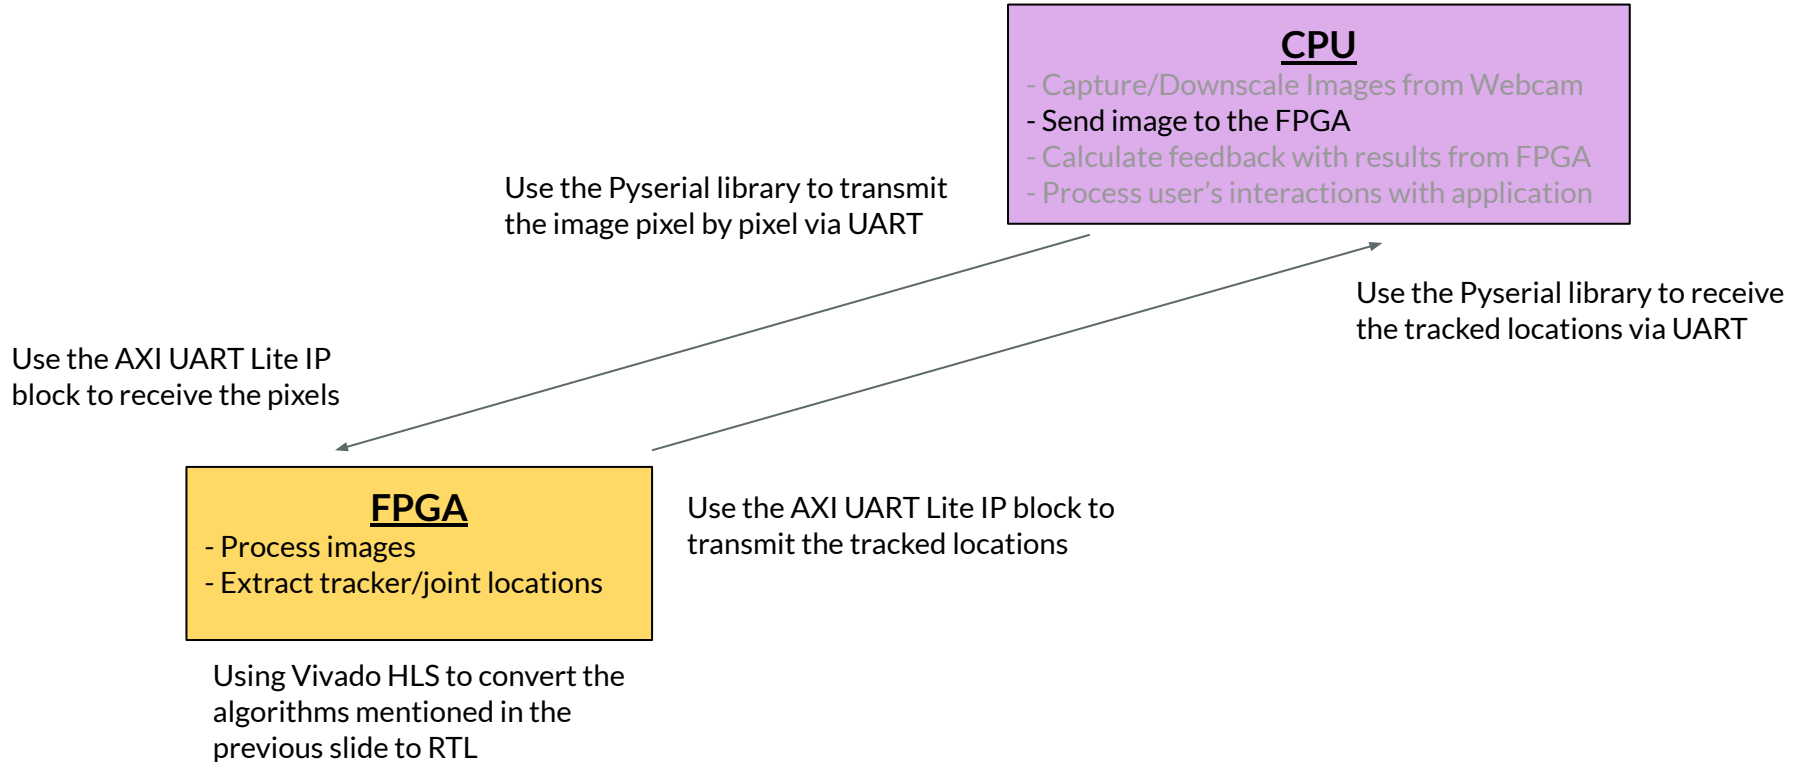 CPU
- Capture/Downscale Images from Webcam
- Send image to the FPGA
- Calculate feedback with results from FPGA
- Process user's interactions with application
Use the Pyserial library to transmit
the image pixel by pixel via UART
Use the Pyserial library to receive
the tracked locations via UART
Use the AXI UART Lite IP
block to receive the pixels
FPGA
- Process images
- Extract tracker/joint locations
Use the AXI UART Lite IP block to
transmit the tracked locations
Using Vivado HLS to convert the
algorithms mentioned in the
previous slide to RTL